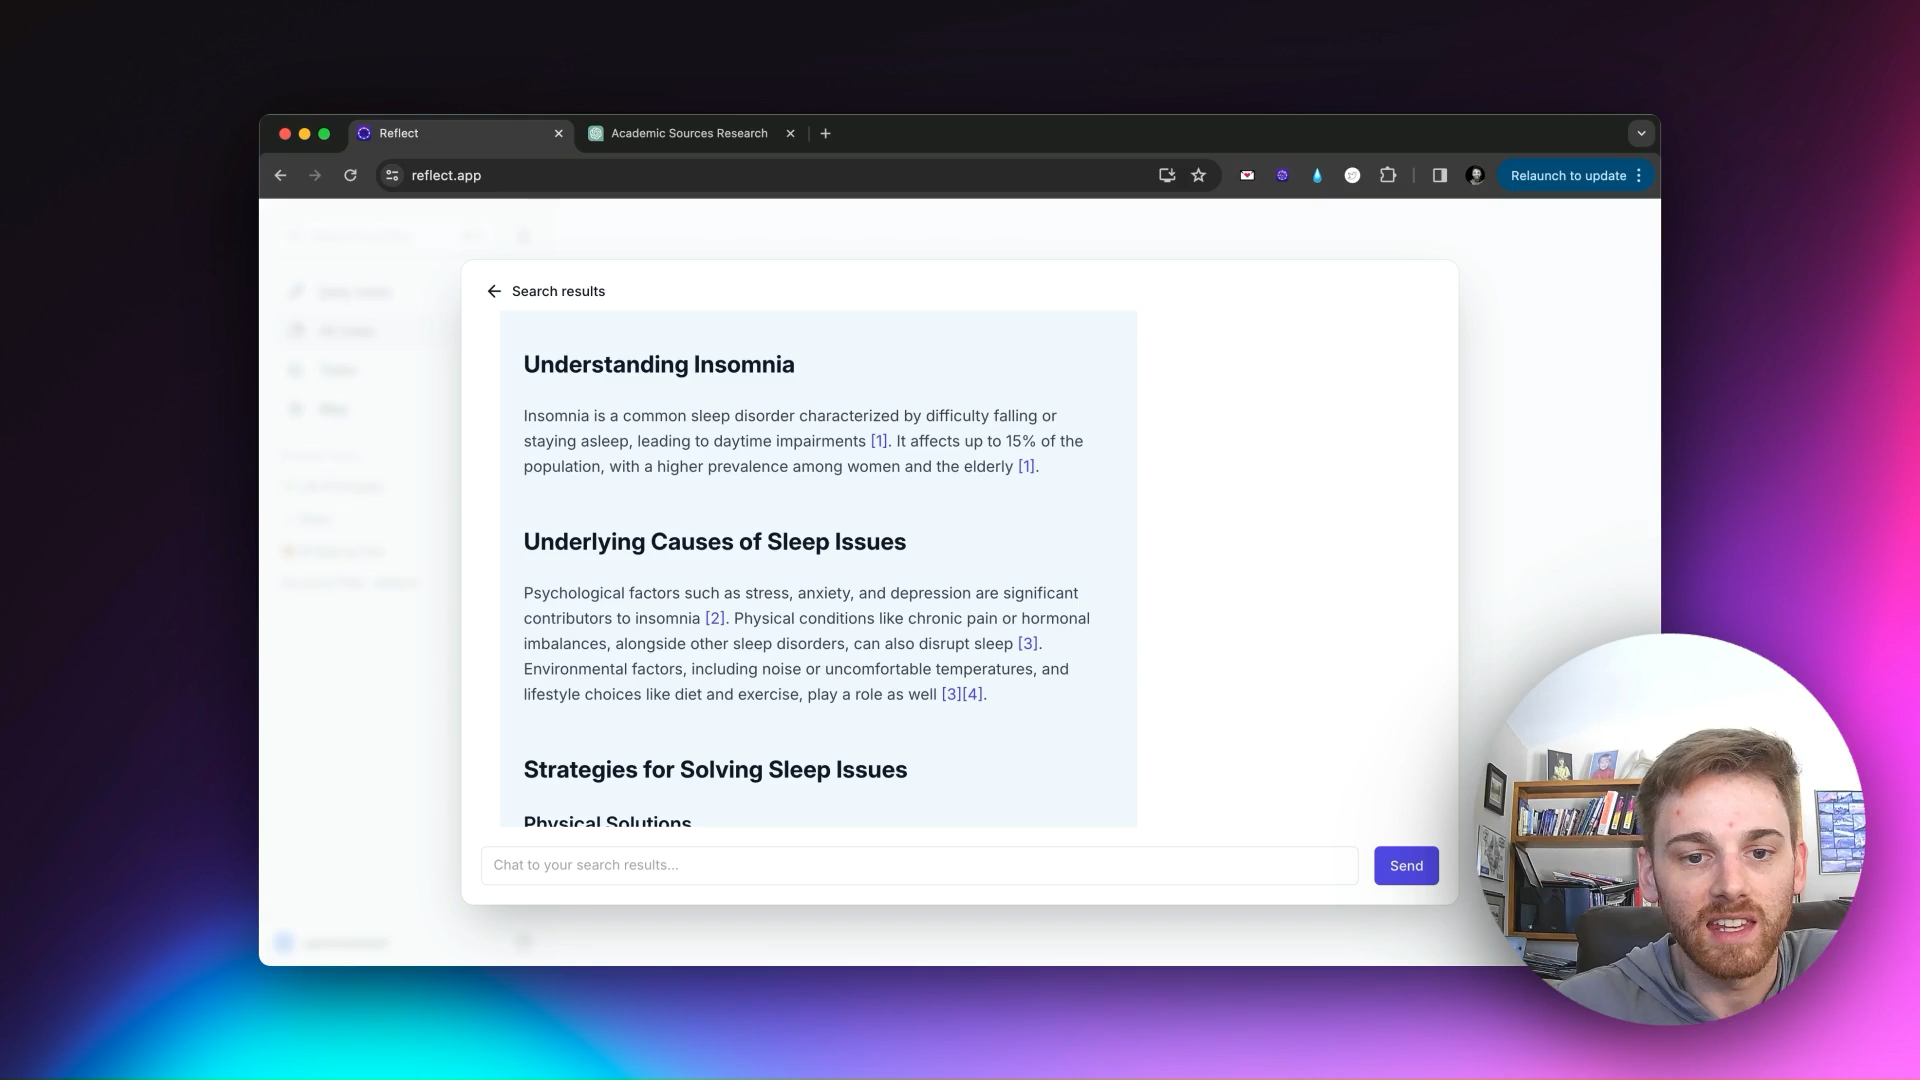 Reflect
Academic Sources Research
reflect.app
Relaunch to update
Search results
Understanding Insomnia
Insomnia is a common sleep disorder characterized by difficulty falling or
staying asleep, leading to daytime impairments [1]. It affects up to 15% of the
population, with a higher prevalence among women and the elderly [1].
Underlying Causes of Sleep Issues
Psychological factors such as stress, anxiety, and depression are significant
contributors to insomnia [2]. Physical conditions like chronic pain or hormonal
imbalances, alongside other sleep disorders, can also disrupt sleep [3].
Environmental factors, including noise or uncomfortable temperatures, and
lifestyle choices like diet and exercise, play a role as well [3][4].
Strategies for Solving Sleep Issues
Physical Solutions
Chat to your search results...
Send